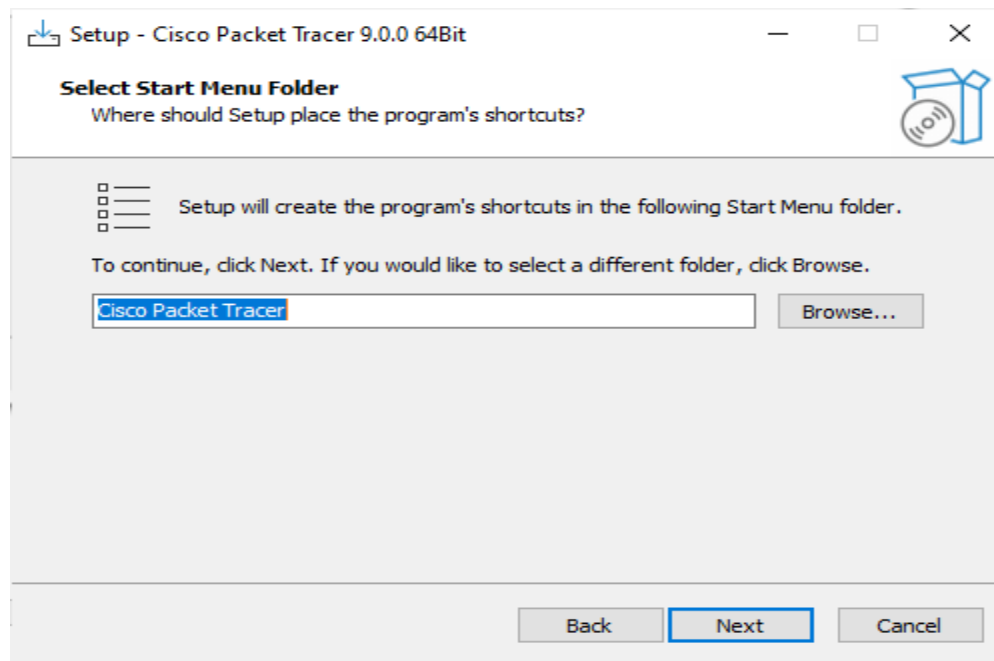 Setup - Cisco Packet Tracer 9.0.0 64Bit
Select Start Menu Folder
Where should Setup place the program's shortcuts?
Setup will create the program's shortcuts in the following Start Menu folder.
To continue, click Next. If you would like to select a different folder, click Browse.
Cisco Packet Tracer
Browse...
Back
Next
Cancel